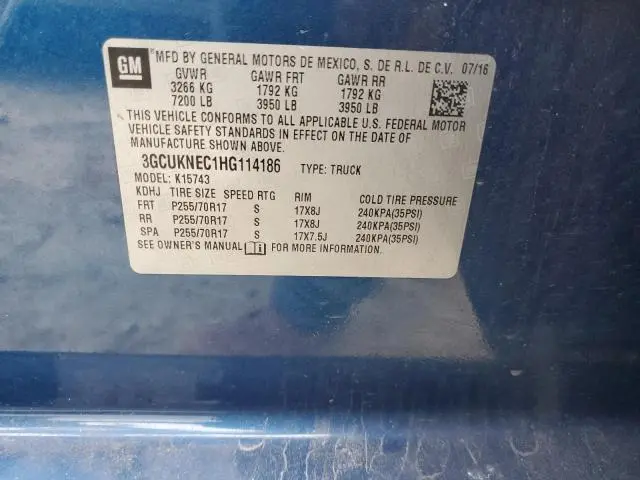 GM
MFD BY GENERAL MOTORS DE MEXICO, S. DE R.L. DE C.V. 07/16
GVWR GAWR FRT GAWR RR
3266 KG 1792 KG 1792 KG
7200 LB 3950 LB 3950 LB
THIS VEHICLE CONFORMS TO ALL APPLICABLE U.S. FEDERAL MOTOR
VEHICLE SAFETY STANDARDS IN EFFECT ON THE DATE OF
MANUFACTURE SHOWN ABOVE.
3GCUKNEC1HG114186 TYPE: TRUCK
MODEL: K15743
KDHJ TIRE SIZE SPEED RTG RIM COLD TIRE PRESSURE
FRT P255/70R17 S 17X8J 240KPA(35PSI)
RR P255/70R17 S 17X8J 240KPA(35PSI)
SPA P255/70R17 S 17X7.5J 240KPA(35PSI)
SEE OWNER'S MANUAL FOR MORE INFORMATION.